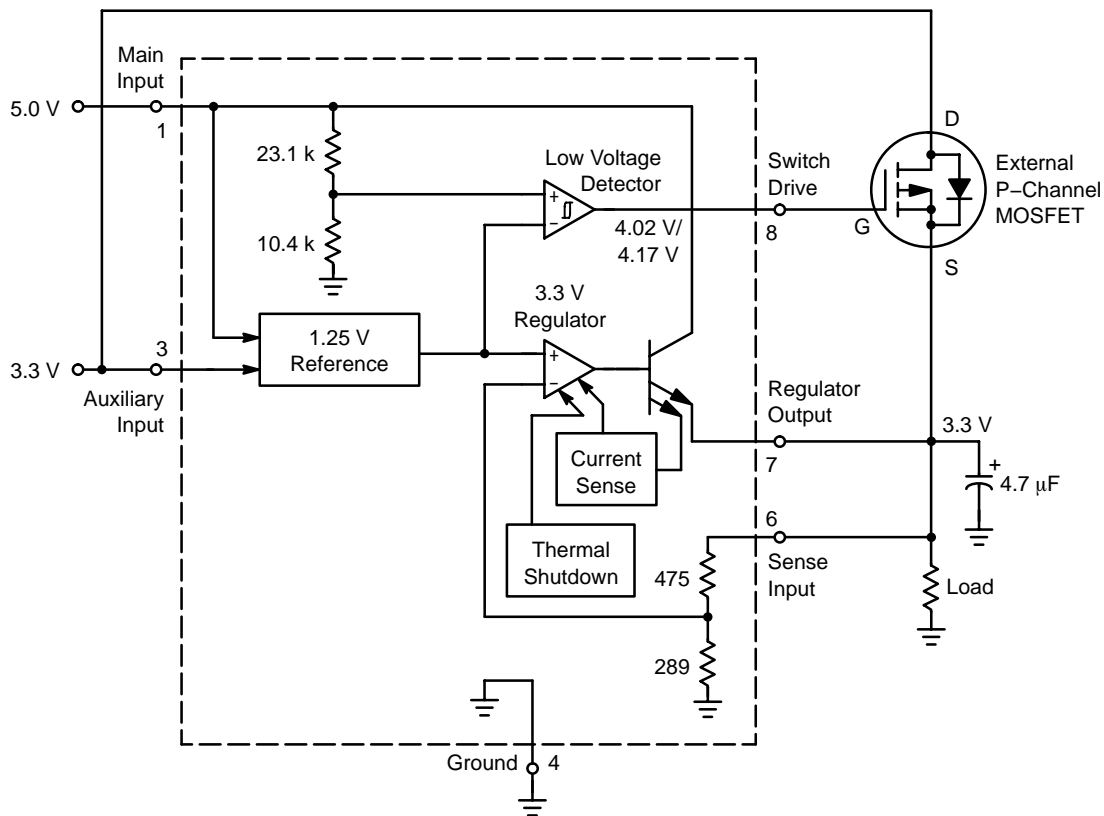 Main
Input
5.0 V
1
23.1 k
10.4 k
Low Voltage
Detector
+
−
4.02 V/
4.17 V
Switch
Drive
8
D
G
S
External
P−Channel
MOSFET
3.3 V
Regulator
1.25 V
Reference
+
−
3
3.3 V
Auxiliary
Input
Current
Sense
Thermal
Shutdown
Regulator
Output
7
3.3 V
+
4.7 μF
6
Sense
Input
475
289
Load
Ground
4